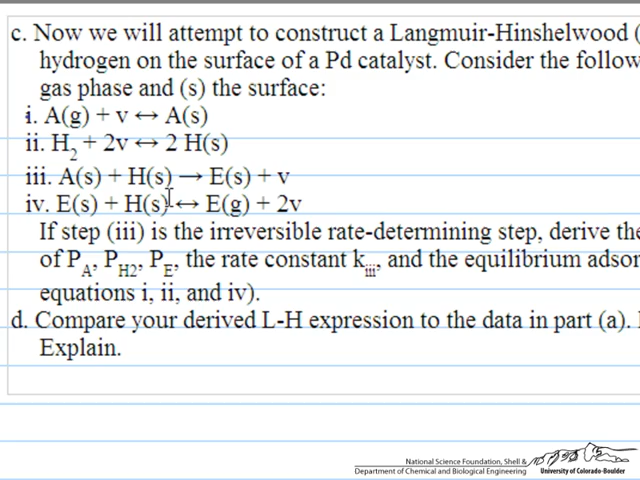 c. Now we will attempt to construct a Langmuir-Hinshelwood (
hydrogen on the surface of a Pd catalyst. Consider the follow
gas phase and (s) the surface:
i. A(g) + v ↔ A(s)
ii. H₂ + 2v ↔ 2 H(s)
iii. A(s) + H(s) → E(s) + v
iv. E(s) + H(s) ↔ E(g) + 2v
If step (iii) is the irreversible rate-determining step, derive the
of P_A, P_H2, P_E, the rate constant k_iii, and the equilibrium adsor
equations i, ii, and iv).
d. Compare your derived L-H expression to the data in part (a).
Explain.
National Science Foundation, Shell &
Department of Chemical and Biological Engineering
University of Colorado-Boulder